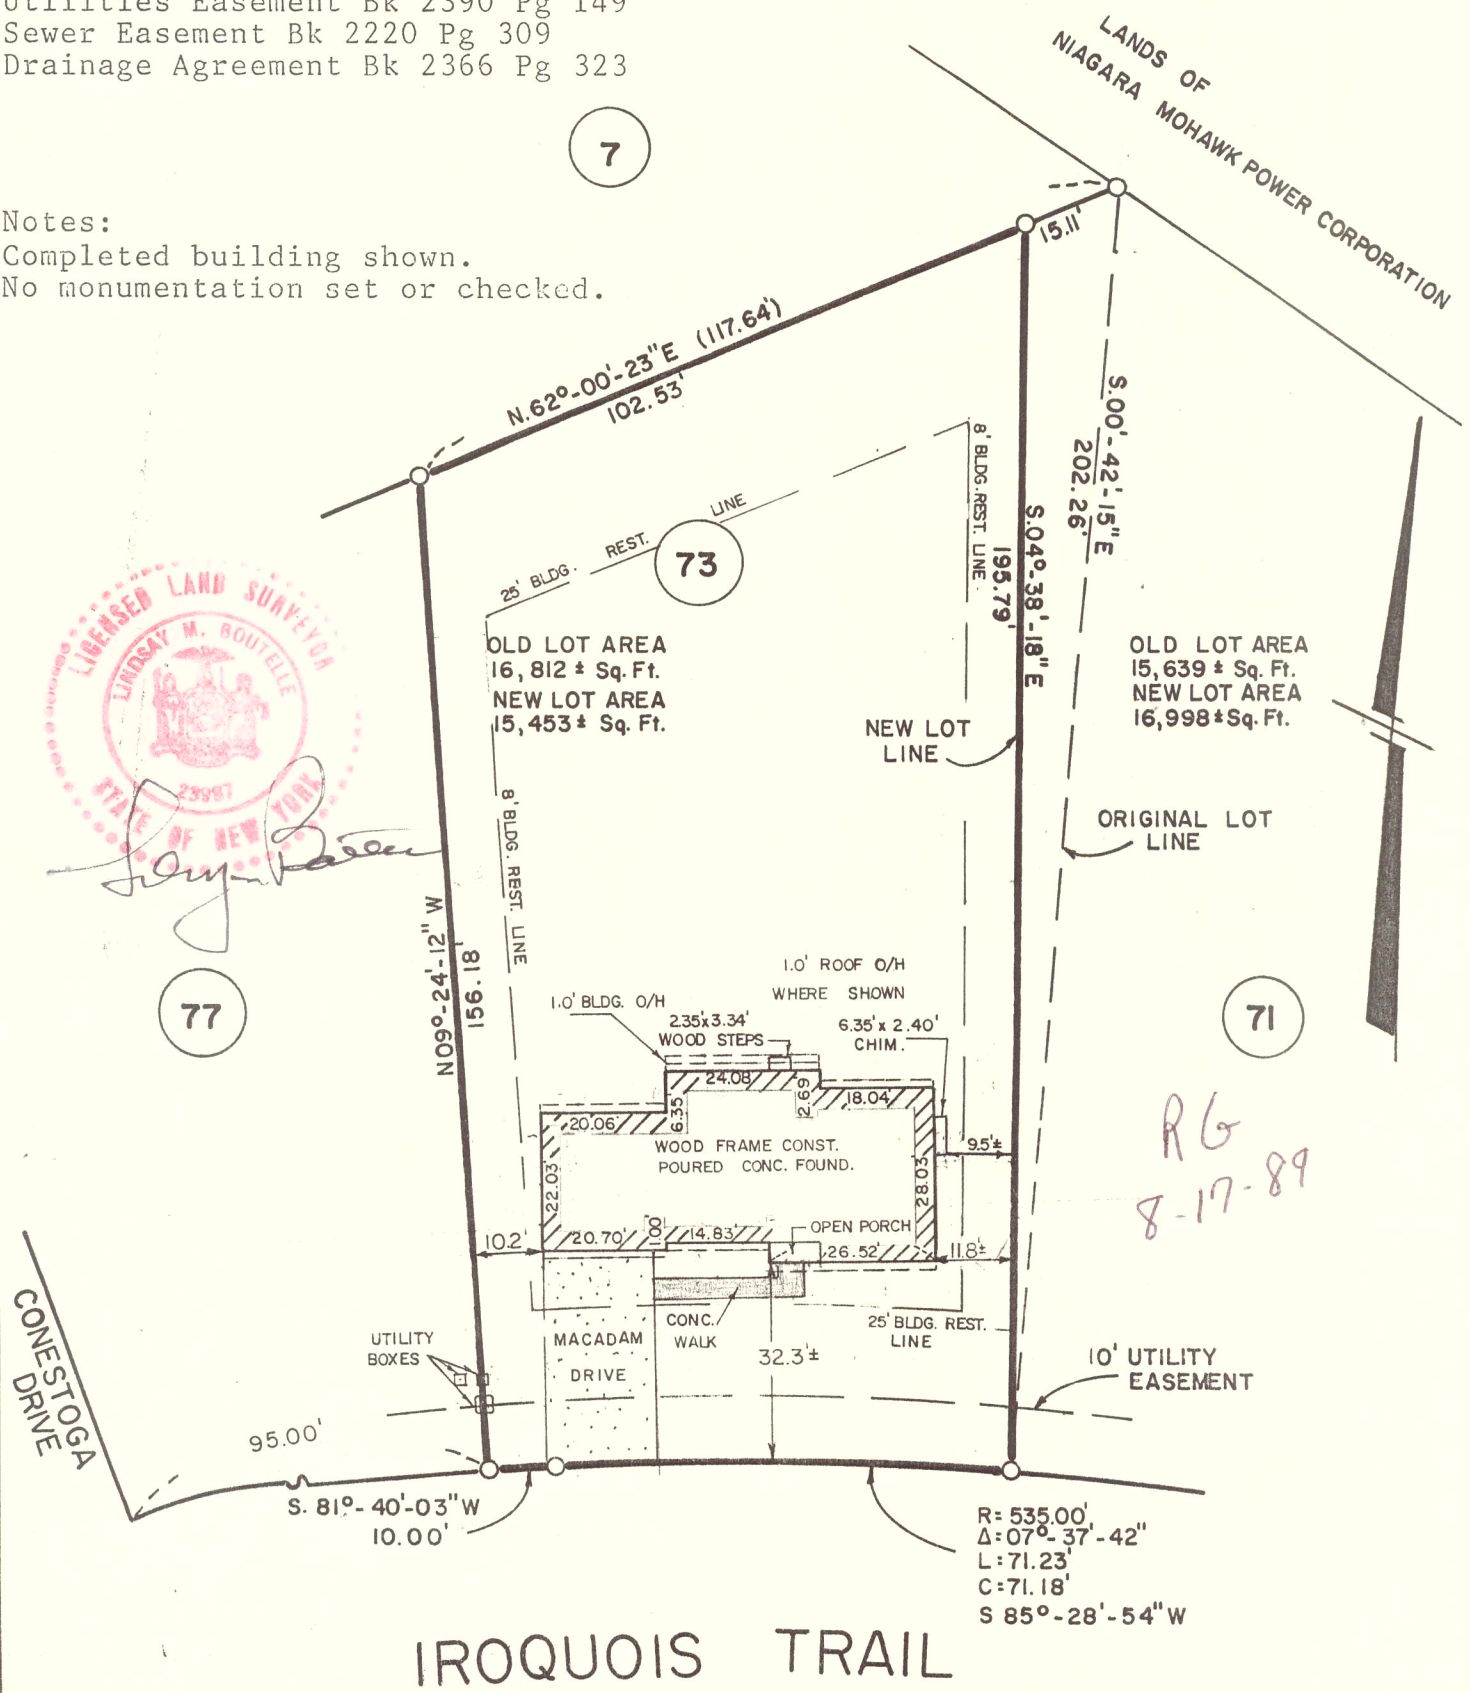 Utilities Easement Bk 2390 Pg 149
Sewer Easement Bk 2220 Pg 309
Drainage Agreement Bk 2366 Pg 323
7
Notes:
Completed building shown.
No monumentation set or checked.
LANDS OF
NIAGARA MOHAWK POWER CORPORATION
15.11'
N.62°-00'-23"E (117.64')
102.53'
S.00'-42'-15"E
202.26'
8' BLDG. REST. LINE
S.04°-38'-18"E
195.79'
25' BLDG. REST. LINE
73
LICENSED LAND SURVEYOR
LINDSAY M. BOUTELLE
23997
STATE OF NEW YORK
OLD LOT AREA
16,812 ± Sq. Ft.
NEW LOT AREA
15,453 ± Sq. Ft.
OLD LOT AREA
15,639 ± Sq. Ft.
NEW LOT AREA
16,998 ± Sq. Ft.
NEW LOT
LINE
ORIGINAL LOT
LINE
8' BLDG. REST. LINE
N09°-24'-12" W
156.18'
77
71
1.0' ROOF O/H
WHERE SHOWN
1.0' BLDG. O/H
2.35'x3.34'
WOOD STEPS
6.35' x 2.40'
CHIM.
24.08'
2.69
18.04'
20.06'
6.35
WOOD FRAME CONST.
POURED CONC. FOUND.
9.5'±
22.03
28.03
RG
8-17-89
10.2'
20.70'
1.00'
14.83'
OPEN PORCH
26.52'
11.8'±
CONC.
WALK
MACADAM
DRIVE
32.3'±
25' BLDG. REST.
LINE
UTILITY
BOXES
10' UTILITY
EASEMENT
CONESTOGA
DRIVE
95.00'
S. 81°-40'-03"W
10.00'
R= 535.00'
Δ=07°-37'-42"
L=71.23'
C=71.18'
S 85°-28'-54"W
IROQUOIS TRAIL